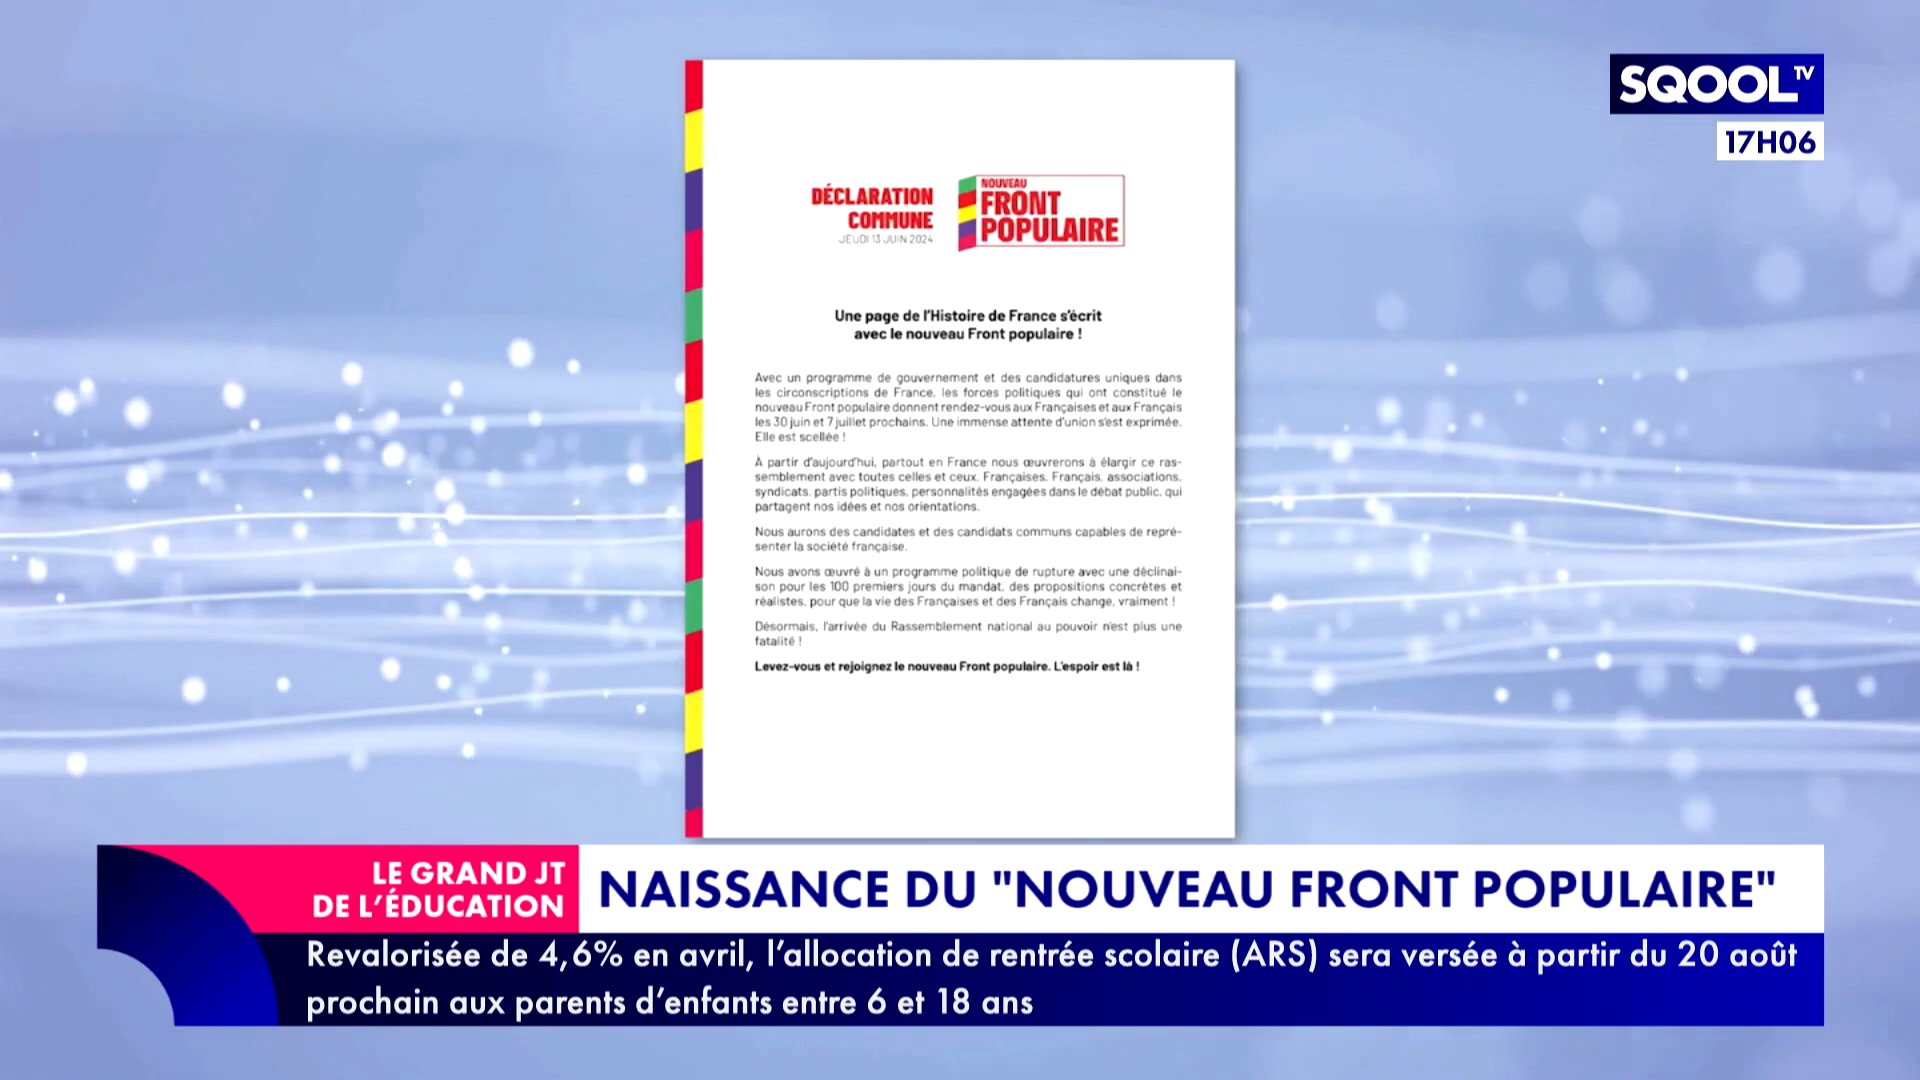 SQOOL TV
17H06
DÉCLARATION
COMMUNE
JEUDI 13 JUIN 2024
NOUVEAU
FRONT
POPULAIRE
Une page de l'Histoire de France s'écrit
avec le nouveau Front populaire !
Avec un programme de gouvernement et des candidatures uniques dans
les circonscriptions de France, les forces politiques qui ont constitué le
nouveau Front populaire donnent rendez-vous aux Françaises et aux Français
les 30 juin et 7 juillet prochains. Une immense attente d'union s'est exprimée.
Elle est scellée !
À partir d'aujourd'hui, partout en France nous œuvrerons à élargir ce ras-
semblement avec toutes celles et ceux, Françaises, Français, associations,
syndicats, partis politiques, personnalités engagées dans le débat public, qui
partagent nos idées et nos orientations.
Nous aurons des candidates et des candidats communs capables de repré-
senter la société française.
Nous avons œuvré à un programme politique de rupture avec une déclinai-
son pour les 100 premiers jours du mandat, des propositions concrètes et
réalistes, pour que la vie des Françaises et des Français change, vraiment !
Désormais, l'arrivée du Rassemblement national au pouvoir n'est plus une
fatalité !
Levez-vous et rejoignez le nouveau Front populaire. L'espoir est là !
LE GRAND JT
DE L'ÉDUCATION
NAISSANCE DU "NOUVEAU FRONT POPULAIRE"
Revalorisée de 4,6% en avril, l'allocation de rentrée scolaire (ARS) sera versée à partir du 20 août
prochain aux parents d'enfants entre 6 et 18 ans